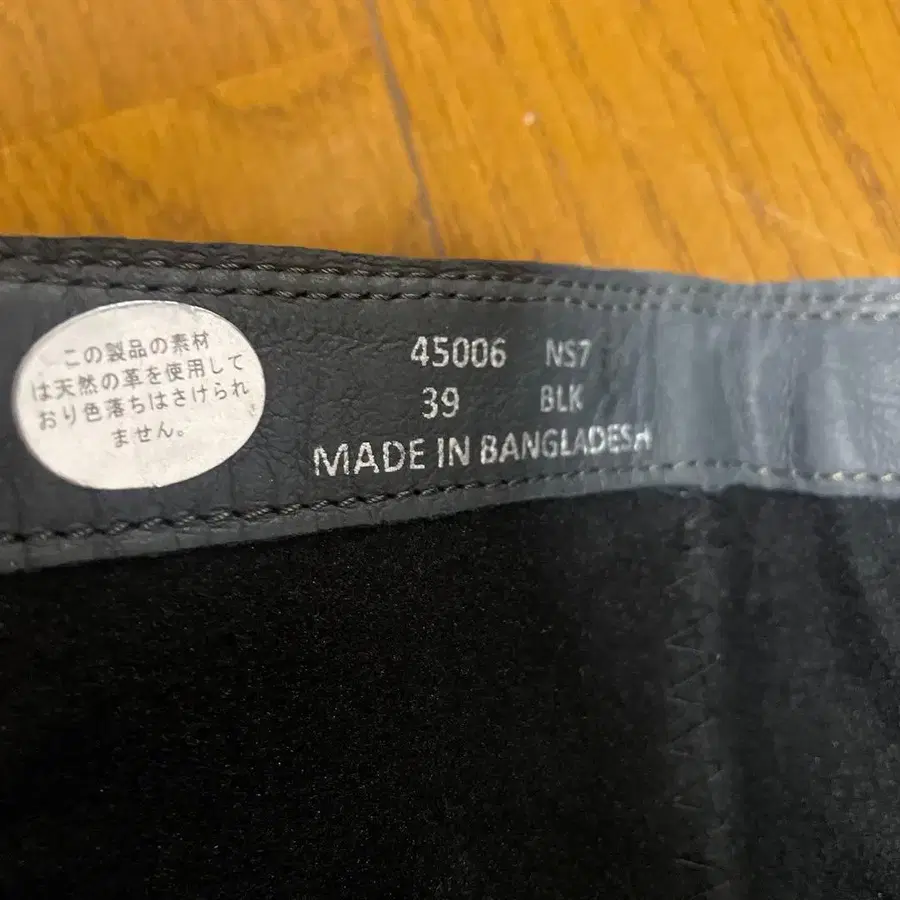 この製品の素材
は天然の革を使用して
おり色落ちはさけられ
ません。
45006 NS7
39 BLK
MADE IN BANGLADESH